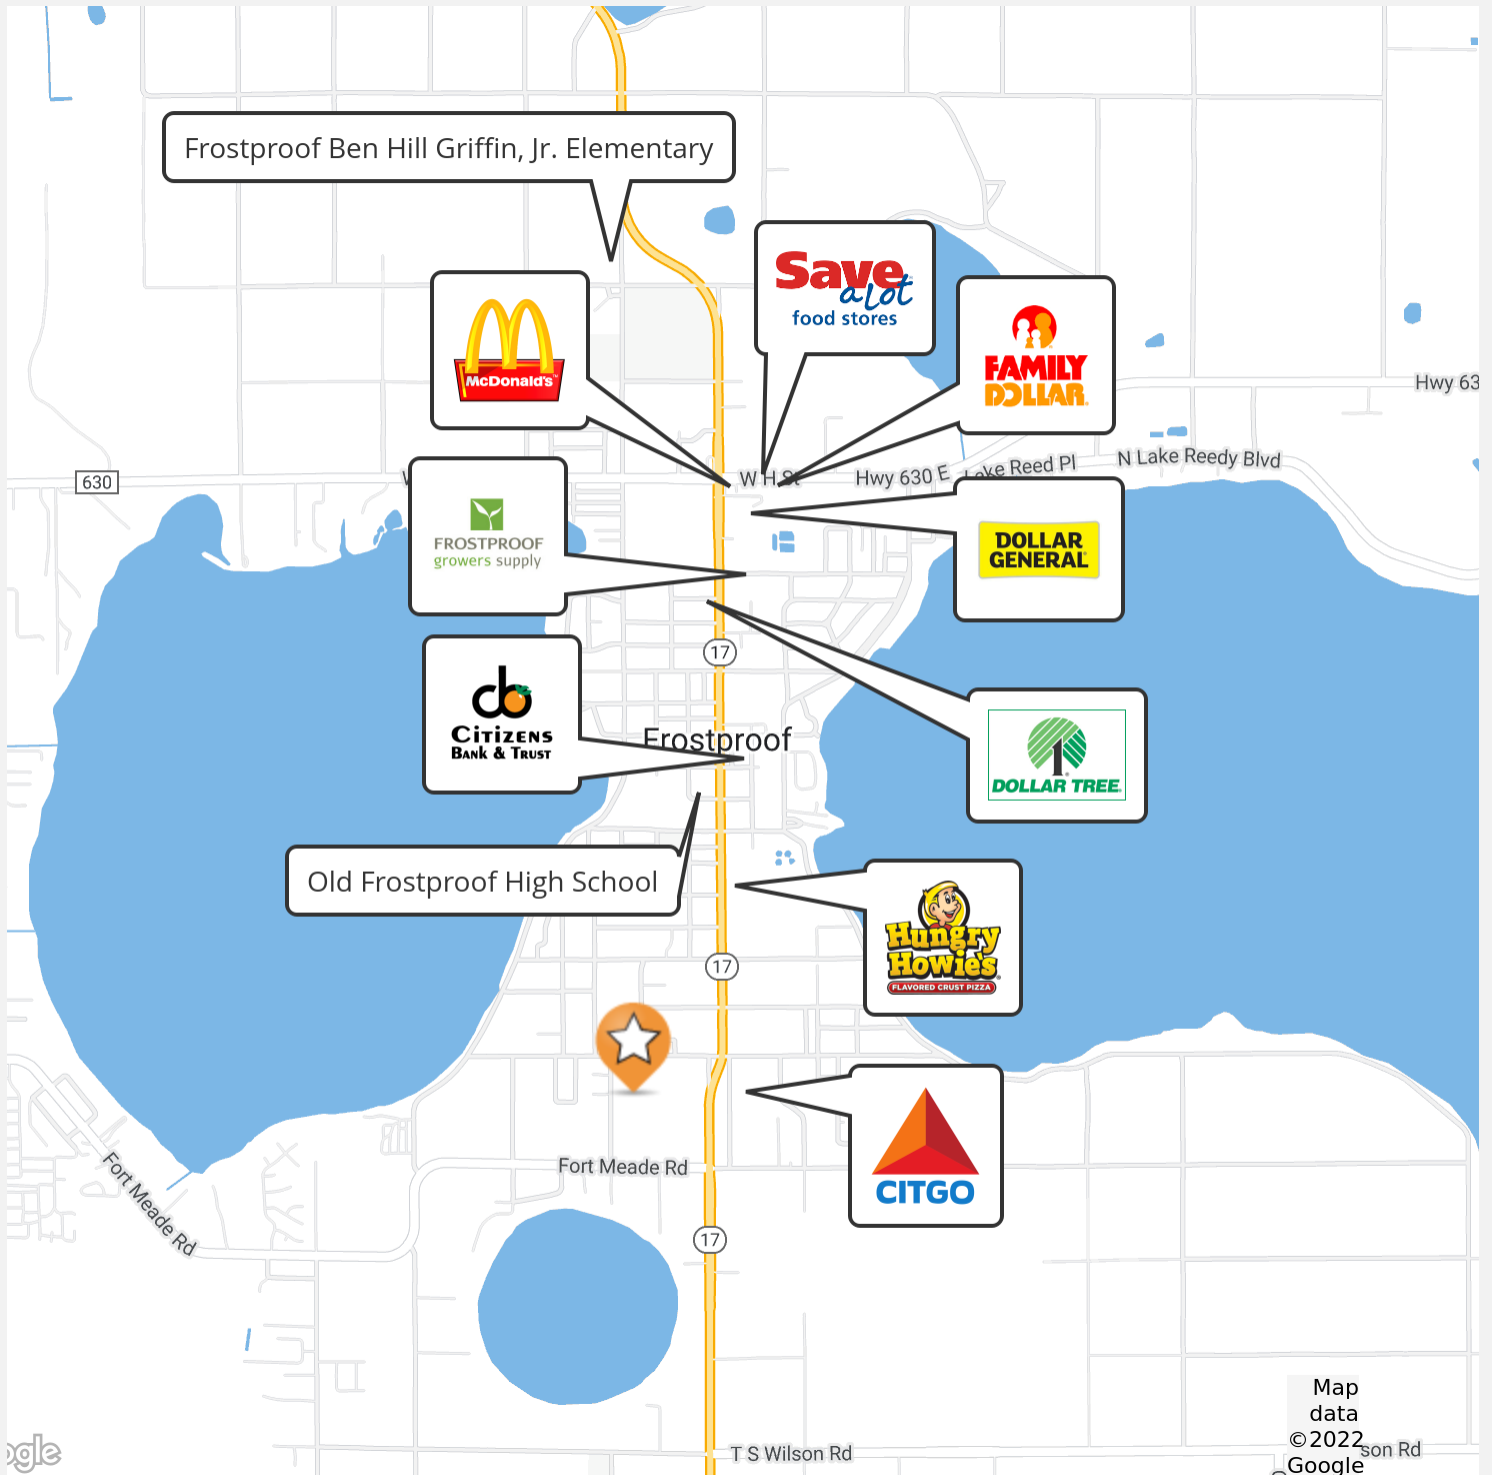 Frostproof Ben Hill Griffin, Jr. Elementary
Save
a lot
food stores
McDonald's
FAMILY
DOLLAR
Hwy 63
630
W H St
Hwy 630 E
Lake Reed Pl
N Lake Reedy Blvd
FROSTPROOF
growers supply
DOLLAR
GENERAL
17
CITIZENS
BANK & TRUST
Frostproof
1
DOLLAR TREE
Old Frostproof High School
Hungry
Howie's
FLAVORED CRUST PIZZA
17
CITGO
Fort Meade Rd
Fort Meade Rd
17
T S Wilson Rd
son Rd
Map
data
©2022
Google
ogle